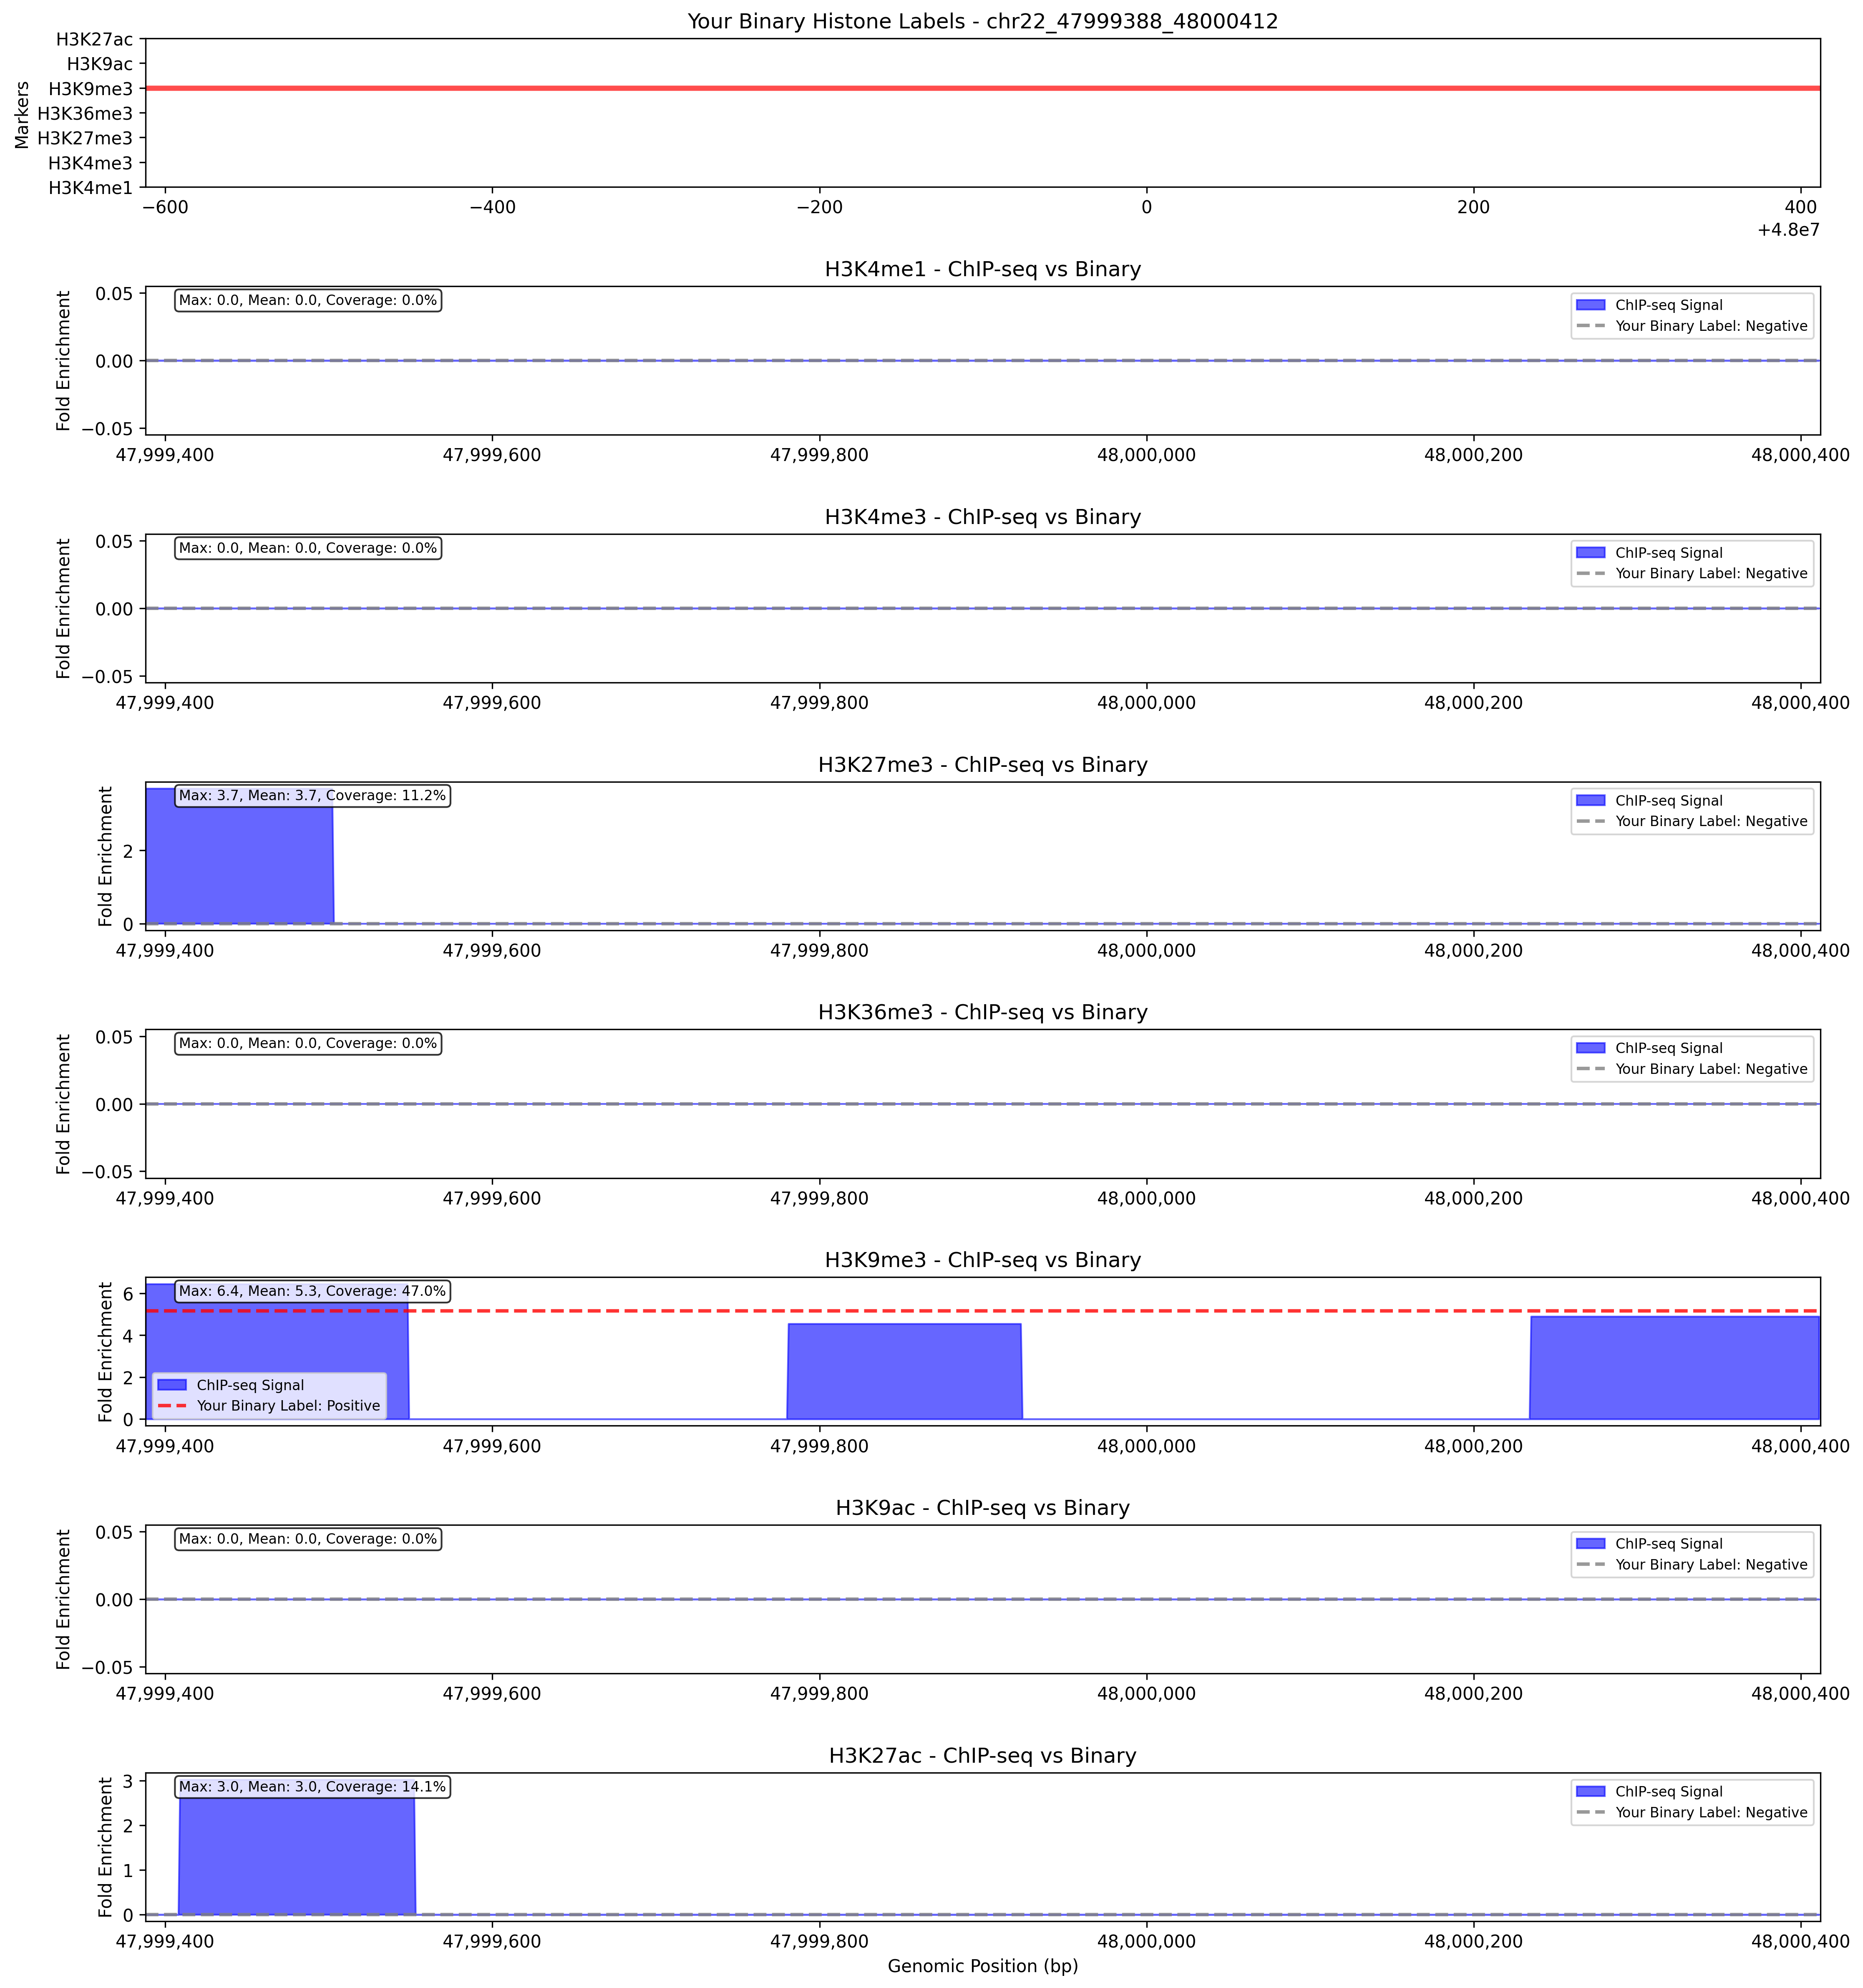 Your Binary Histone Labels - chr22_47999388_48000412
Markers
H3K27ac
H3K9ac
H3K9me3
H3K36me3
H3K27me3
H3K4me3
H3K4me1
−600 −400 −200 0 200 400
+4.8e7
H3K4me1 - ChIP-seq vs Binary
Fold Enrichment
0.05
0.00
−0.05
Max: 0.0, Mean: 0.0, Coverage: 0.0%
ChIP-seq Signal
Your Binary Label: Negative
47,999,400 47,999,600 47,999,800 48,000,000 48,000,200 48,000,400
H3K4me3 - ChIP-seq vs Binary
Fold Enrichment
0.05
0.00
−0.05
Max: 0.0, Mean: 0.0, Coverage: 0.0%
ChIP-seq Signal
Your Binary Label: Negative
47,999,400 47,999,600 47,999,800 48,000,000 48,000,200 48,000,400
H3K27me3 - ChIP-seq vs Binary
Fold Enrichment
2
0
Max: 3.7, Mean: 3.7, Coverage: 11.2%
ChIP-seq Signal
Your Binary Label: Negative
47,999,400 47,999,600 47,999,800 48,000,000 48,000,200 48,000,400
H3K36me3 - ChIP-seq vs Binary
Fold Enrichment
0.05
0.00
−0.05
Max: 0.0, Mean: 0.0, Coverage: 0.0%
ChIP-seq Signal
Your Binary Label: Negative
47,999,400 47,999,600 47,999,800 48,000,000 48,000,200 48,000,400
H3K9me3 - ChIP-seq vs Binary
Fold Enrichment
6
4
2
0
Max: 6.4, Mean: 5.3, Coverage: 47.0%
ChIP-seq Signal
Your Binary Label: Positive
47,999,400 47,999,600 47,999,800 48,000,000 48,000,200 48,000,400
H3K9ac - ChIP-seq vs Binary
Fold Enrichment
0.05
0.00
−0.05
Max: 0.0, Mean: 0.0, Coverage: 0.0%
ChIP-seq Signal
Your Binary Label: Negative
47,999,400 47,999,600 47,999,800 48,000,000 48,000,200 48,000,400
H3K27ac - ChIP-seq vs Binary
Fold Enrichment
3
2
1
0
Max: 3.0, Mean: 3.0, Coverage: 14.1%
ChIP-seq Signal
Your Binary Label: Negative
47,999,400 47,999,600 47,999,800 48,000,000 48,000,200 48,000,400
Genomic Position (bp)